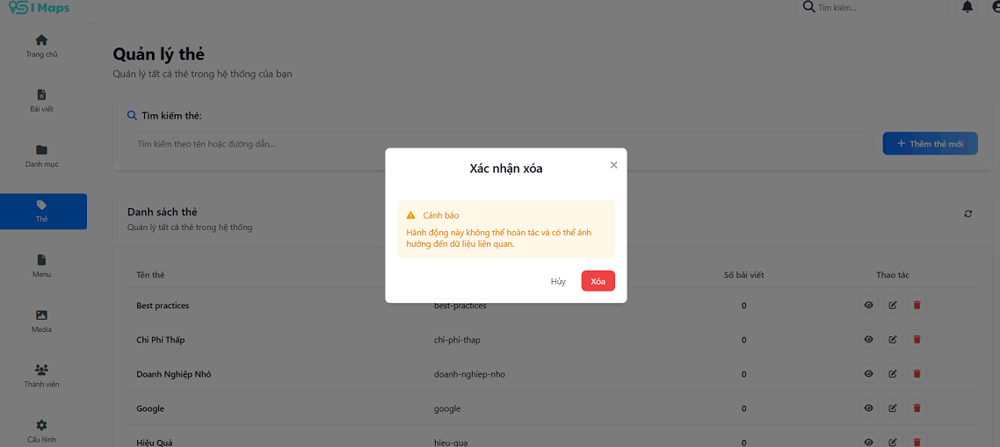 SI Maps
Tìm kiếm...
Trang chủ
Bài viết
Danh mục
Thẻ
Menu
Media
Thành viên
Cấu hình
Quản lý thẻ
Quản lý tất cả thẻ trong hệ thống của bạn
Tìm kiếm thẻ:
Tìm kiếm theo tên hoặc đường dẫn...
+ Thêm thẻ mới
Xác nhận xóa
Cảnh báo
Hành động này không thể hoàn tác và có thể ảnh
hưởng đến dữ liệu liên quan.
Hủy Xóa
Danh sách thẻ
Quản lý tất cả thẻ trong hệ thống
Tên thẻ Số bài viết Thao tác
Best practices best-practices 0
Chi Phí Thấp chi-phi-thap 0
Doanh Nghiệp Nhỏ doanh-nghiep-nho 0
Google google 0
Hiệu Quả hieu-qua 0